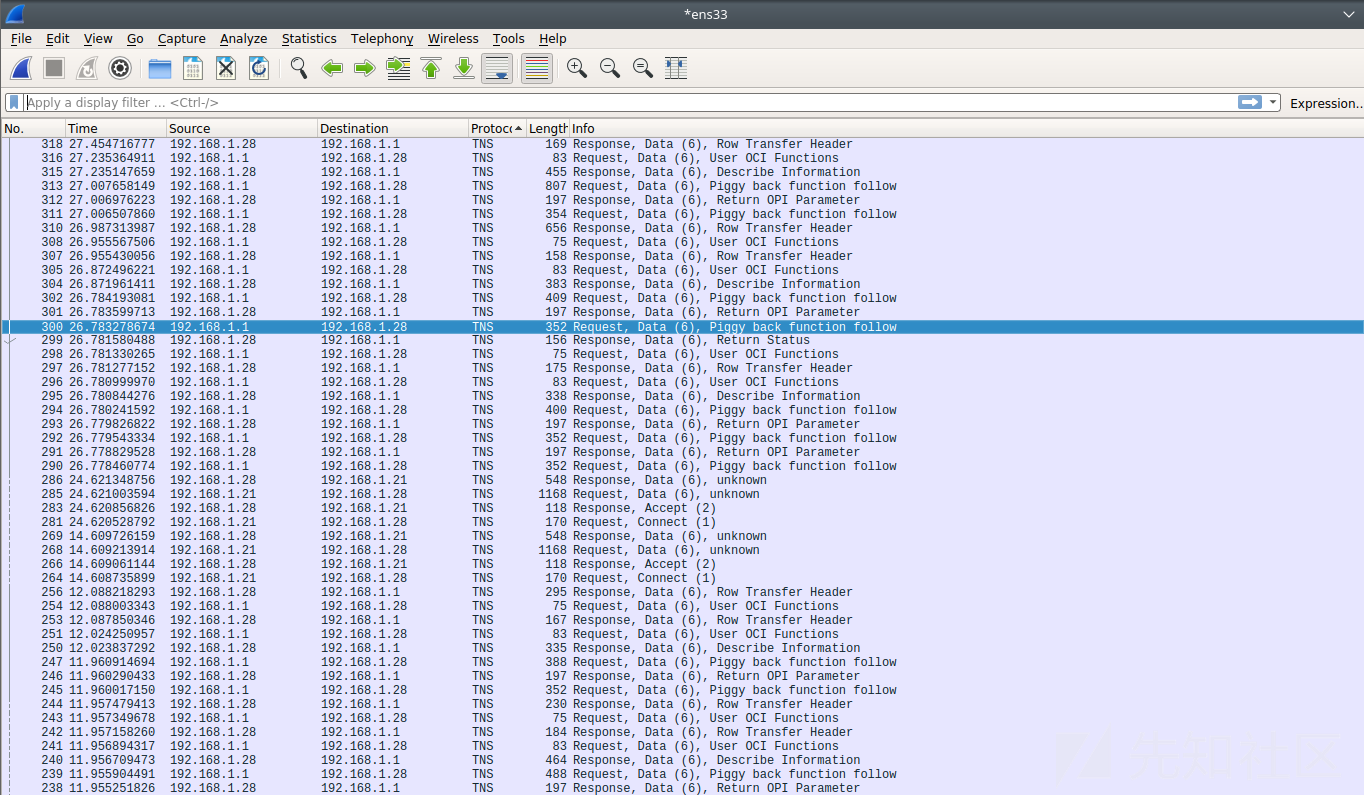 *ens33
File Edit View Go Capture Analyze Statistics Telephony Wireless Tools Help
Apply a display filter ... <Ctrl-/> Expression..
No. Time Source Destination Protoco Length Info
318 27.454716777 192.168.1.28 192.168.1.1 TNS 169 Response, Data (6), Row Transfer Header
316 27.235364911 192.168.1.1 192.168.1.28 TNS 83 Request, Data (6), User OCI Functions
315 27.235147659 192.168.1.28 192.168.1.1 TNS 455 Response, Data (6), Describe Information
313 27.007658149 192.168.1.1 192.168.1.28 TNS 807 Request, Data (6), Piggy back function follow
312 27.006976223 192.168.1.28 192.168.1.1 TNS 197 Response, Data (6), Return OPI Parameter
311 27.006507860 192.168.1.1 192.168.1.28 TNS 354 Request, Data (6), Piggy back function follow
310 26.987313987 192.168.1.28 192.168.1.1 TNS 656 Response, Data (6), Row Transfer Header
308 26.955567506 192.168.1.1 192.168.1.28 TNS 75 Request, Data (6), User OCI Functions
307 26.955430056 192.168.1.28 192.168.1.1 TNS 158 Response, Data (6), Row Transfer Header
305 26.872496221 192.168.1.1 192.168.1.28 TNS 83 Request, Data (6), User OCI Functions
304 26.871961411 192.168.1.28 192.168.1.1 TNS 383 Response, Data (6), Describe Information
302 26.784193081 192.168.1.1 192.168.1.28 TNS 409 Request, Data (6), Piggy back function follow
301 26.783599713 192.168.1.28 192.168.1.1 TNS 197 Response, Data (6), Return OPI Parameter
300 26.783278674 192.168.1.1 192.168.1.28 TNS 352 Request, Data (6), Piggy back function follow
299 26.781580488 192.168.1.28 192.168.1.1 TNS 156 Response, Data (6), Return Status
298 26.781330265 192.168.1.1 192.168.1.28 TNS 75 Request, Data (6), User OCI Functions
297 26.781277152 192.168.1.28 192.168.1.1 TNS 175 Response, Data (6), Row Transfer Header
296 26.780999970 192.168.1.1 192.168.1.28 TNS 83 Request, Data (6), User OCI Functions
295 26.780844276 192.168.1.28 192.168.1.1 TNS 338 Response, Data (6), Describe Information
294 26.780241592 192.168.1.1 192.168.1.28 TNS 400 Request, Data (6), Piggy back function follow
293 26.779826822 192.168.1.28 192.168.1.1 TNS 197 Response, Data (6), Return OPI Parameter
292 26.779543334 192.168.1.1 192.168.1.28 TNS 352 Request, Data (6), Piggy back function follow
291 26.778829528 192.168.1.28 192.168.1.1 TNS 197 Response, Data (6), Return OPI Parameter
290 26.778460774 192.168.1.1 192.168.1.28 TNS 352 Request, Data (6), Piggy back function follow
286 24.621348756 192.168.1.28 192.168.1.21 TNS 548 Response, Data (6), unknown
285 24.621003594 192.168.1.21 192.168.1.28 TNS 1168 Request, Data (6), unknown
283 24.620856826 192.168.1.28 192.168.1.21 TNS 118 Response, Accept (2)
281 24.620528792 192.168.1.21 192.168.1.28 TNS 170 Request, Connect (1)
269 14.609726159 192.168.1.28 192.168.1.21 TNS 548 Response, Data (6), unknown
268 14.609213914 192.168.1.21 192.168.1.28 TNS 1168 Request, Data (6), unknown
266 14.609061144 192.168.1.28 192.168.1.21 TNS 118 Response, Accept (2)
264 14.608735899 192.168.1.21 192.168.1.28 TNS 170 Request, Connect (1)
256 12.088218293 192.168.1.28 192.168.1.1 TNS 295 Response, Data (6), Row Transfer Header
254 12.088003343 192.168.1.1 192.168.1.28 TNS 75 Request, Data (6), User OCI Functions
253 12.087850346 192.168.1.28 192.168.1.1 TNS 167 Response, Data (6), Row Transfer Header
251 12.024250957 192.168.1.1 192.168.1.28 TNS 83 Request, Data (6), User OCI Functions
250 12.023837292 192.168.1.28 192.168.1.1 TNS 335 Response, Data (6), Describe Information
247 11.960914694 192.168.1.1 192.168.1.28 TNS 388 Request, Data (6), Piggy back function follow
246 11.960290433 192.168.1.28 192.168.1.1 TNS 197 Response, Data (6), Return OPI Parameter
245 11.960017150 192.168.1.1 192.168.1.28 TNS 352 Request, Data (6), Piggy back function follow
244 11.957479413 192.168.1.28 192.168.1.1 TNS 230 Response, Data (6), Row Transfer Header
243 11.957349678 192.168.1.1 192.168.1.28 TNS 75 Request, Data (6), User OCI Functions
242 11.957158260 192.168.1.28 192.168.1.1 TNS 184 Response, Data (6), Row Transfer Header
241 11.956894317 192.168.1.1 192.168.1.28 TNS 83 Request, Data (6), User OCI Functions
240 11.956709473 192.168.1.28 192.168.1.1 TNS 464 Response, Data (6), Describe Information
239 11.955904491 192.168.1.1 192.168.1.28 TNS 488 Request, Data (6), Piggy back function follow
238 11.955251826 192.168.1.28 192.168.1.1 TNS 197 Response, Data (6), Return OPI Parameter
先知社区